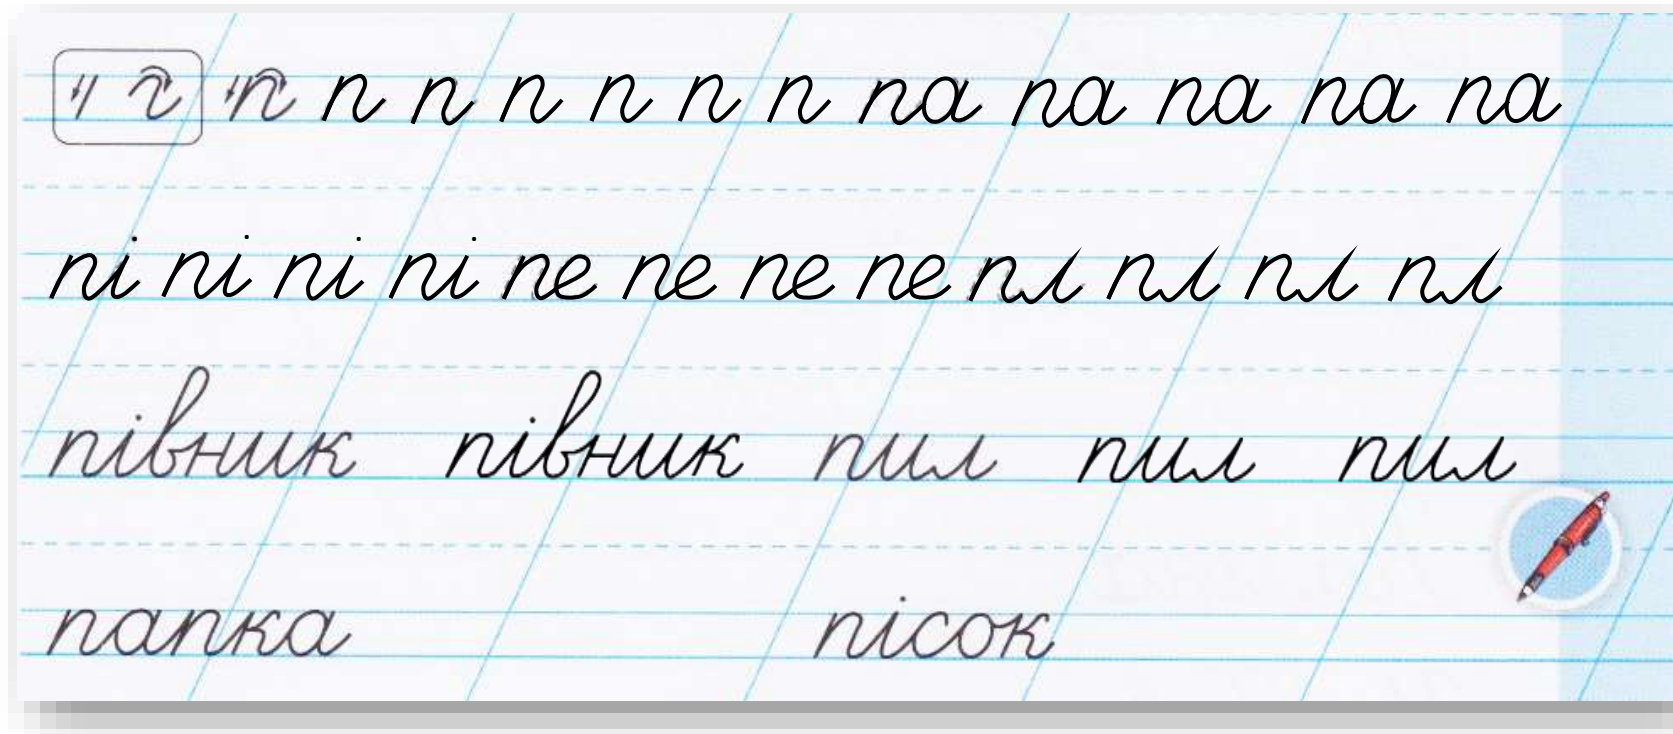 п п п п п п п па па па па па
пі пі пі пі пе пе пе пе пл пл пл пл
півник півник пил пил пил
папка пісок